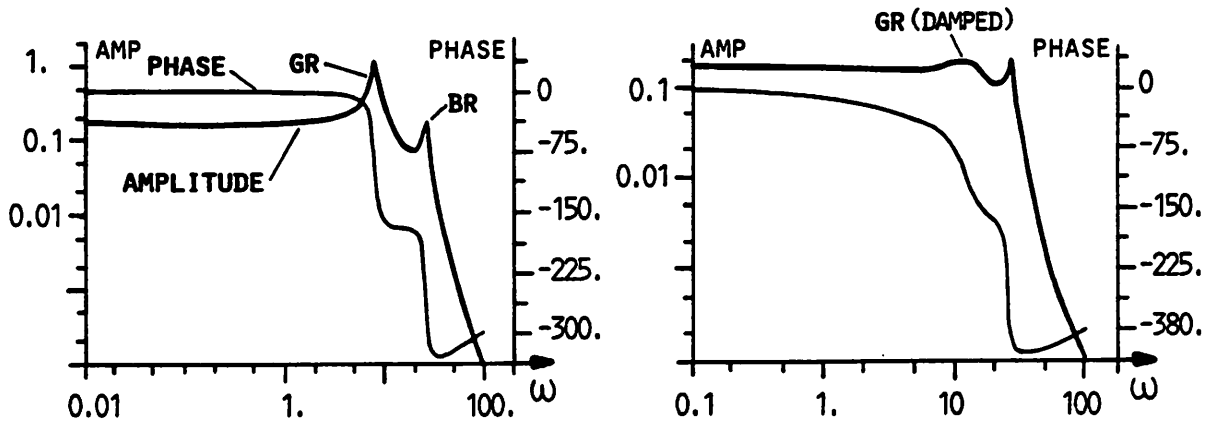 AMP
PHASE
PHASE
GR
BR
AMPLITUDE
1.
0.1
0.01
0
-75.
-150.
-225.
-300.
0.01
1.
10
100.
ω
GR (DAMPED)
AMP
PHASE
0.1
0.01
0
-75.
-150.
-225.
-380.
0.1
1.
10
100
ω